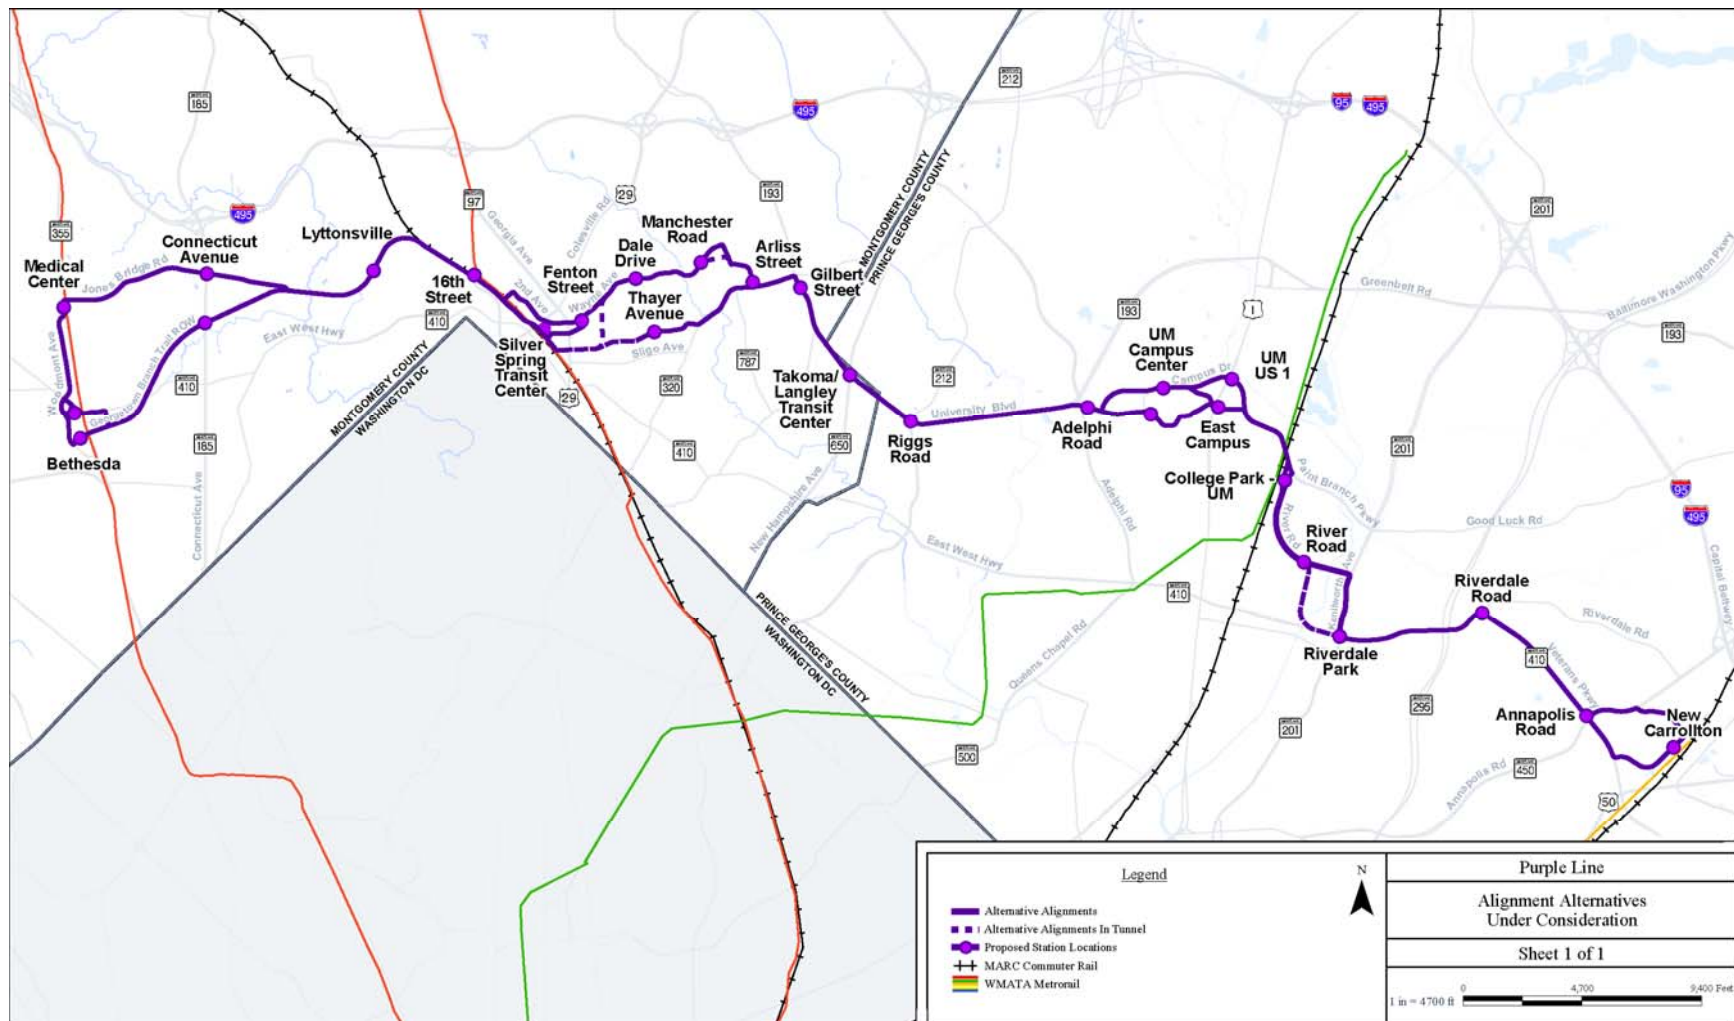 212
185
495
95
495
29
193
201
97
MONTGOMERY COUNTY
PRINCE GEORGE'S COUNTY
355
Medical
Center
Jones Bridge Rd
Connecticut
Avenue
Lyttonsville
Georgia Ave
Colesville Rd
Manchester
Road
Dale
Drive
Arliss
Street
Gilbert
Street
16th
Street
2nd Ave
Fenton
Street
Wayne Ave
Thayer
Avenue
Sligo Ave
Silver
Spring
Transit
Center
495
410
East West Hwy
Georgetown Branch Trail ROW
Woodmont Ave
410
185
Connecticut Ave
Bethesda
MONTGOMERY COUNTY
WASHINGTON DC
29
320
787
410
212
Takoma/
Langley
Transit
Center
650
New Hampshire Ave
Riggs
Road
University Blvd
Adelphi
Road
Adelphi Rd
193
1
UM
Campus
Center
Campus Dr
UM
US 1
East
Campus
College Park -
UM
Greenbelt Rd
Baltimore Washington Pkwy
193
201
95
495
Paint Branch Pkwy
Good Luck Rd
Capital Beltway
River Rd
River
Road
Kenilworth Ave
East West Hwy
410
Queens Chapel Rd
Riverdale
Park
Riverdale
Road
Riverdale Rd
410
Veterans Pkwy
295
201
500
Annapolis
Road
New
Carrollton
Annapolis Rd
450
50
PRINCE GEORGE'S COUNTY
WASHINGTON DC
Legend
Alternative Alignments
Alternative Alignments In Tunnel
Proposed Station Locations
MARC Commuter Rail
WMATA Metrorail
N
Purple Line
Alignment Alternatives
Under Consideration
Sheet 1 of 1
1 in = 4700 ft
0 4,700 9,400 Feet